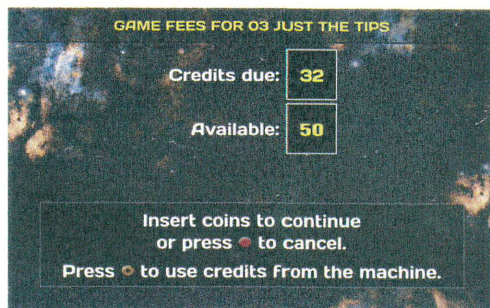 GAME FEES FOR 03 JUST THE TIPS
Credits due: 32
Available: 50
Insert coins to continue
or press to cancel.
Press to use credits from the machine.